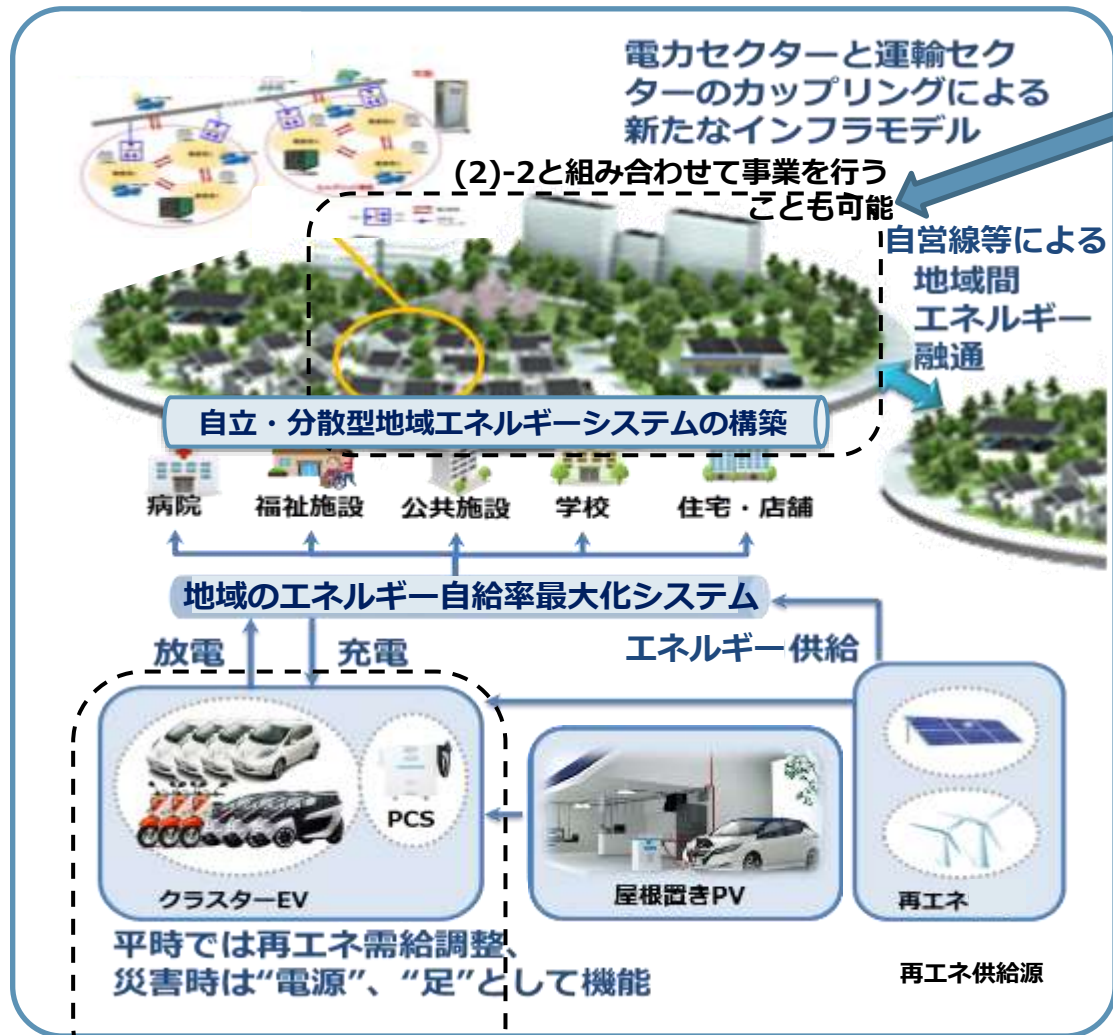 電力セクターと運輸セク
ターのカップリングによる
新たなインフラモデル
(2)-2と組み合わせて事業を行う
ことも可能
自営線等による
地域間
エネルギー
融通
自立・分散型地域エネルギーシステムの構築
病院 福祉施設 公共施設 学校 住宅・店舗
地域のエネルギー自給率最大化システム
放電 充電 エネルギー供給
PCS
クラスターEV
屋根置きPV
再エネ
平時では再エネ需給調整、
災害時は“電源”、“足”として機能
再エネ供給源